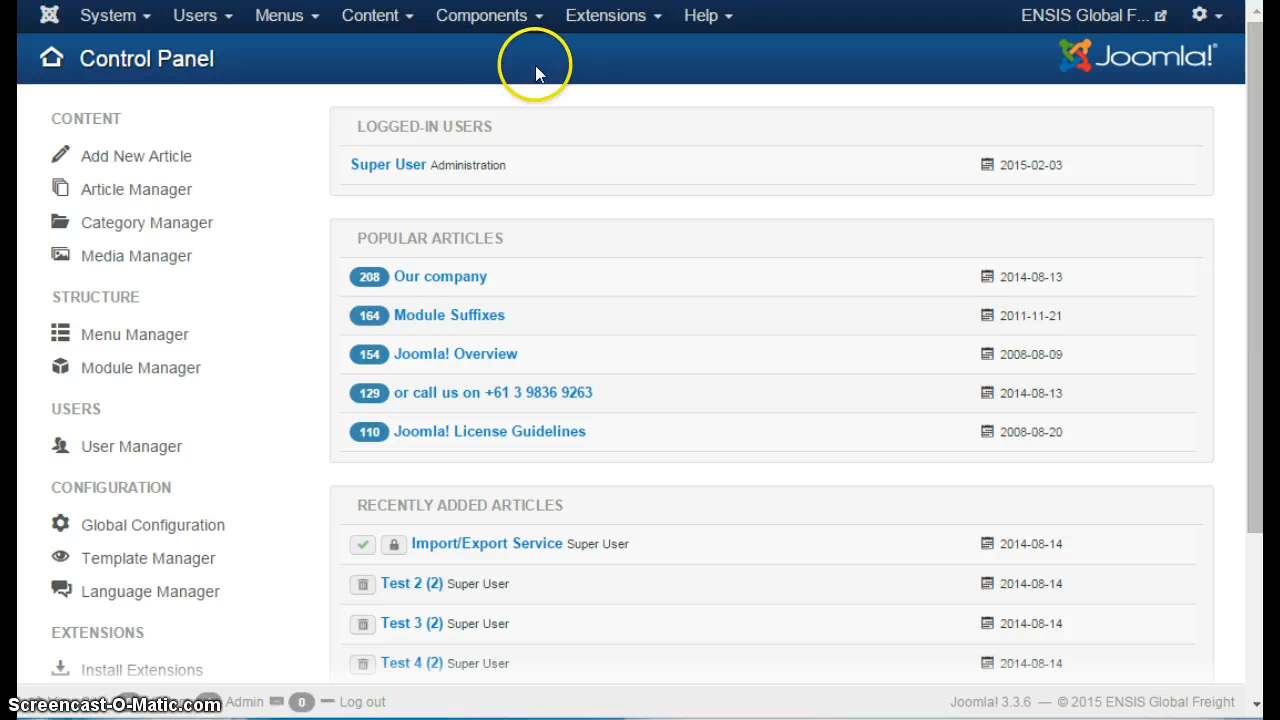 System Users Menus Content Components Extensions Help ENSIS Global F...
Control Panel Joomla!
CONTENT
Add New Article
Article Manager
Category Manager
Media Manager
STRUCTURE
Menu Manager
Module Manager
USERS
User Manager
CONFIGURATION
Global Configuration
Template Manager
Language Manager
EXTENSIONS
Install Extensions
LOGGED-IN USERS
Super User Administration 2015-02-03
POPULAR ARTICLES
208 Our company 2014-08-13
164 Module Suffixes 2011-11-21
154 Joomla! Overview 2008-08-09
129 or call us on +61 3 9836 9263 2014-08-13
110 Joomla! License Guidelines 2008-08-20
RECENTLY ADDED ARTICLES
Import/Export Service Super User 2014-08-14
Test 2 (2) Super User 2014-08-14
Test 3 (2) Super User 2014-08-14
Test 4 (2) Super User 2014-08-14
Screencast-O-Matic.com Admin 0 Log out Joomla! 3.3.6 — © 2015 ENSIS Global Freight